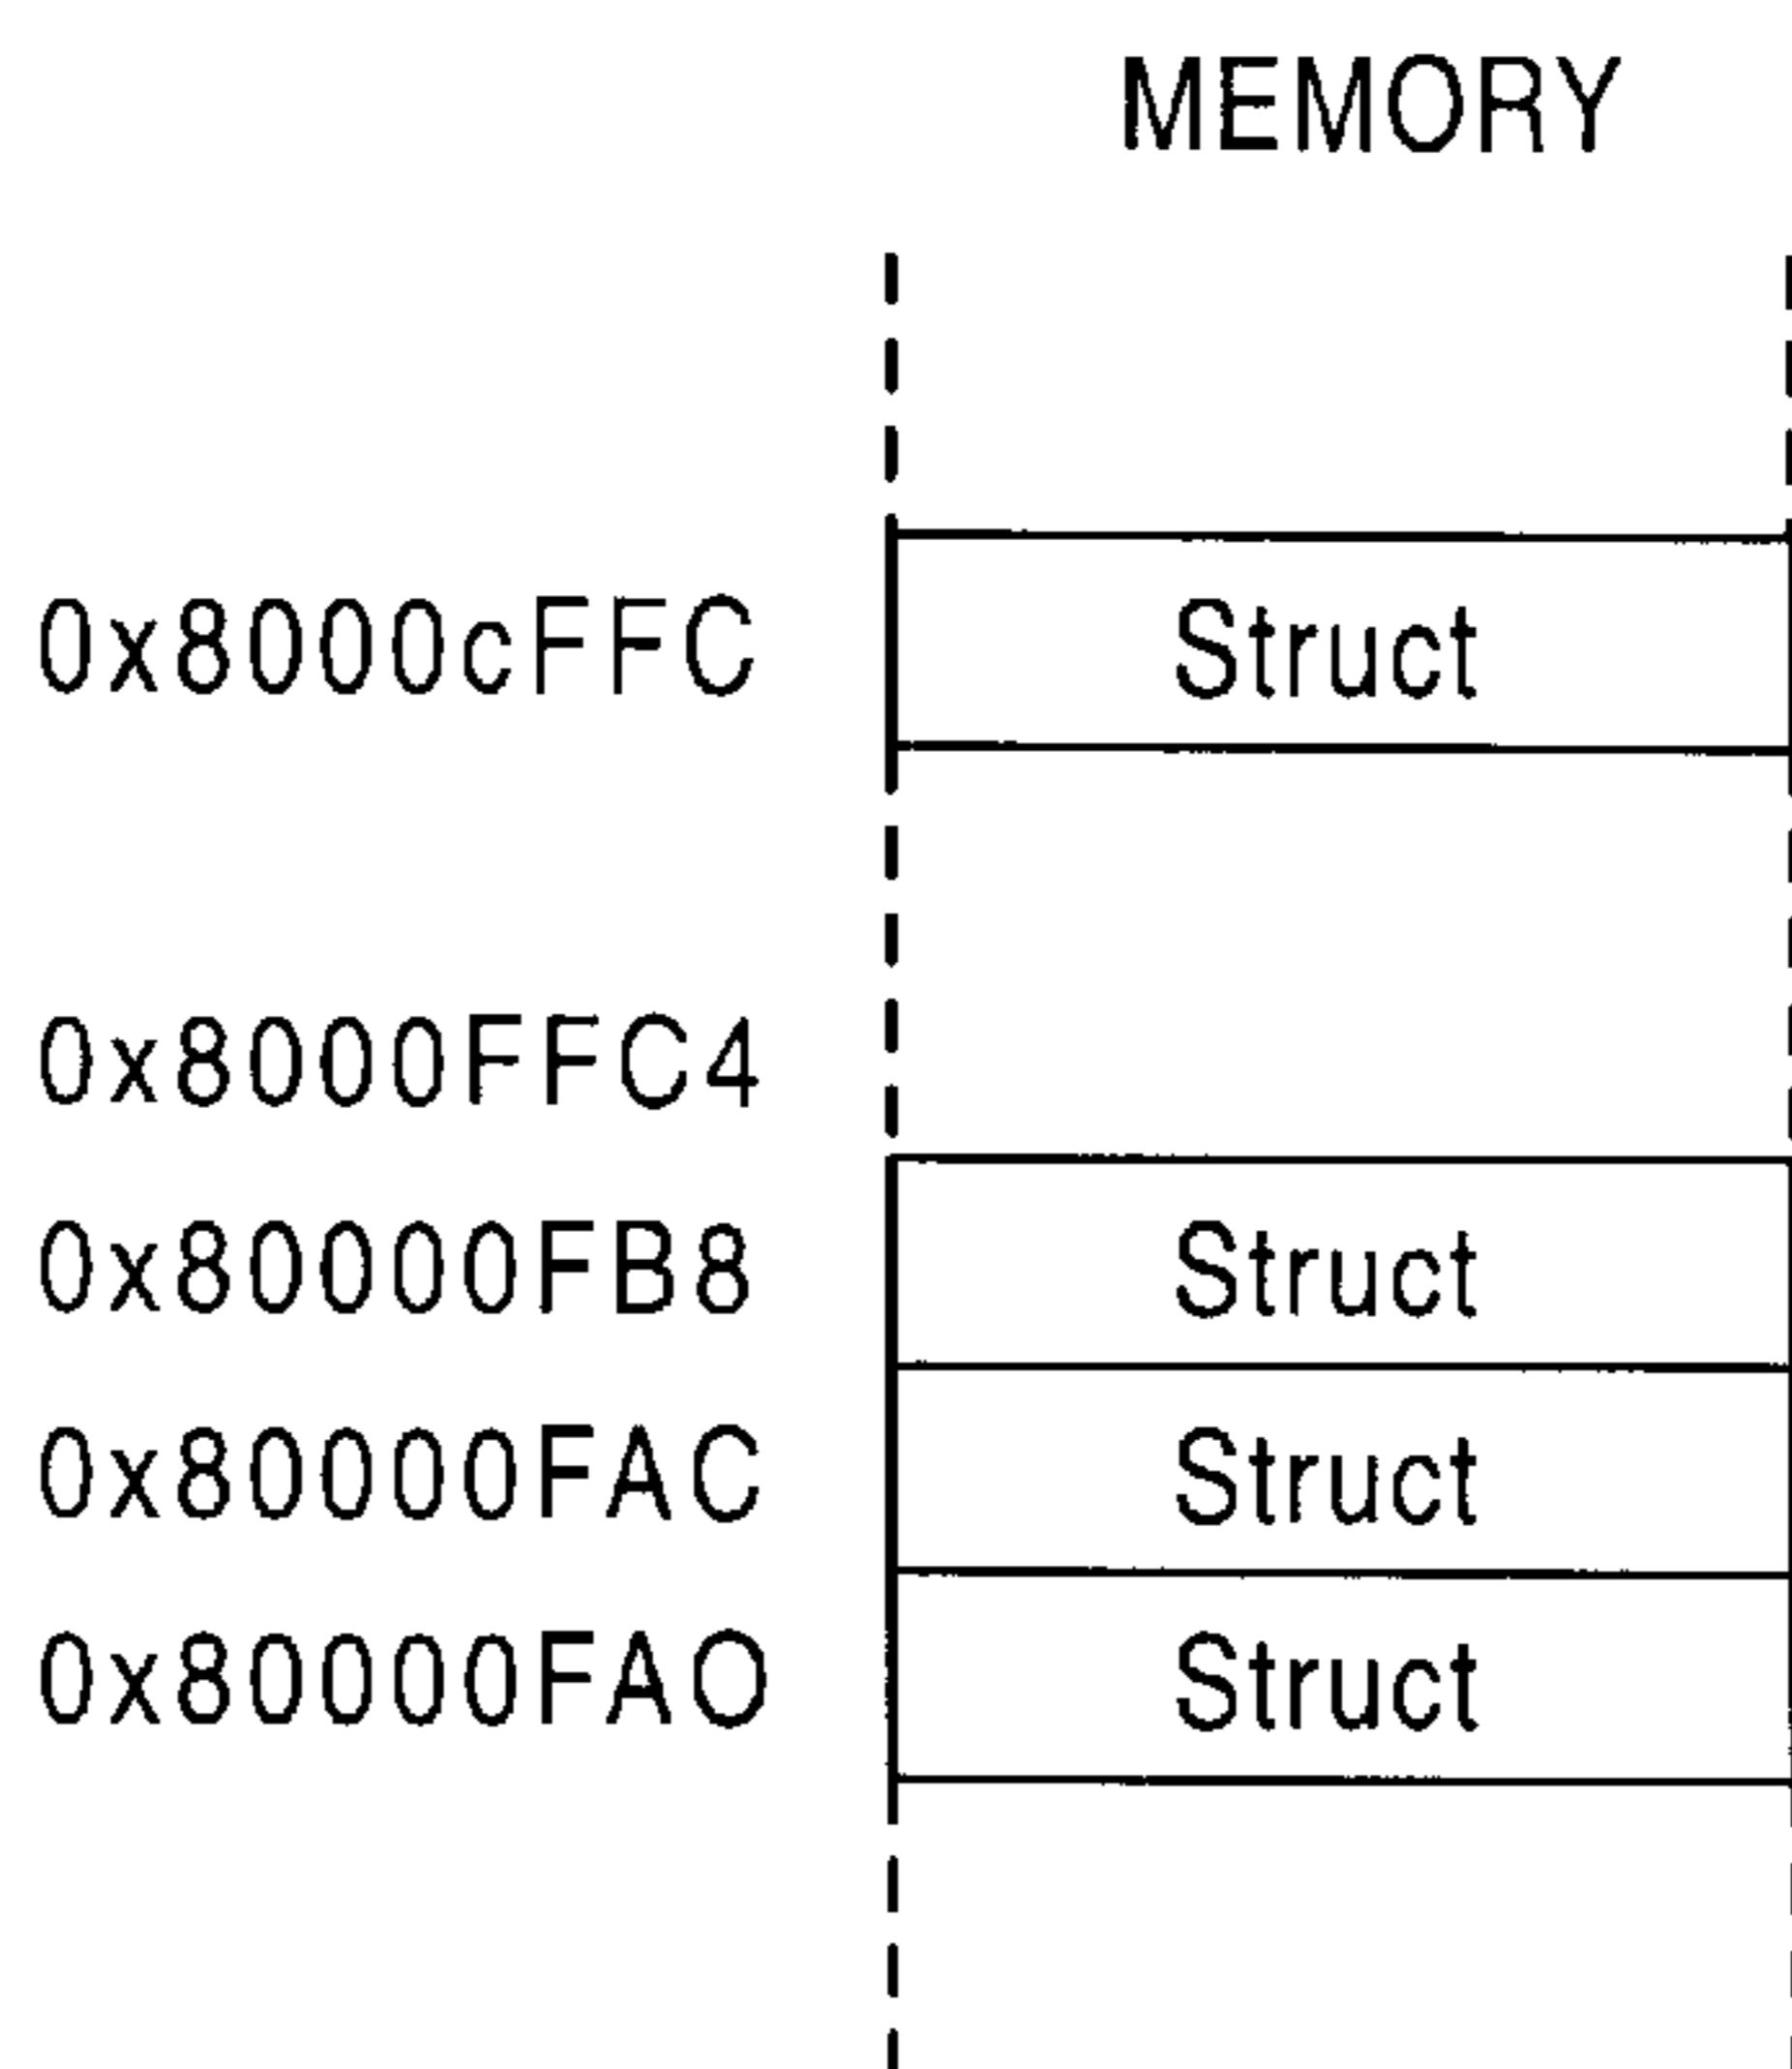 MEMORY
0x8000cFFC Struct
0x8000FFC4
0x80000FB8 Struct
0x80000FAC Struct
0x80000FAO Struct